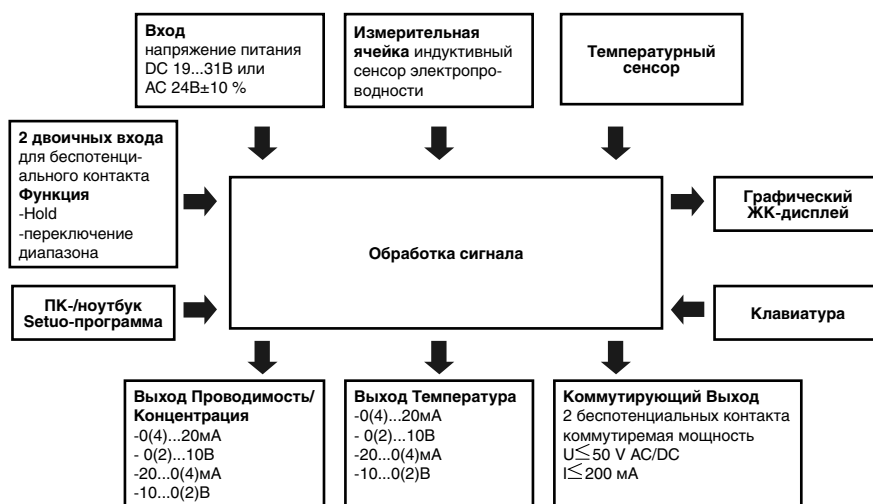 Вход
напряжение питания
DC 19...31В или
AC 24В±10 %
Измерительная
ячейка индуктивный
сенсор электропро-
водности
Температурный
сенсор
2 двоичных входа
для беспотенци-
ального контакта
Функция
-Hold
-переключение
диапазона
Обработка сигнала
Графический
ЖК-дисплей
ПК-/ноутбук
Setuo-программа
Клавиатура
Выход Проводимость/
Концентрация
-0(4)...20мА
- 0(2)...10В
-20...0(4)мА
-10...0(2)В
Выход Температура
-0(4)...20мА
- 0(2)...10В
-20...0(4)мА
-10...0(2)В
Коммутирующий Выход
2 беспотенциальных контакта
коммутиремая мощность
U≤50 V AC/DC
I≤200 мА